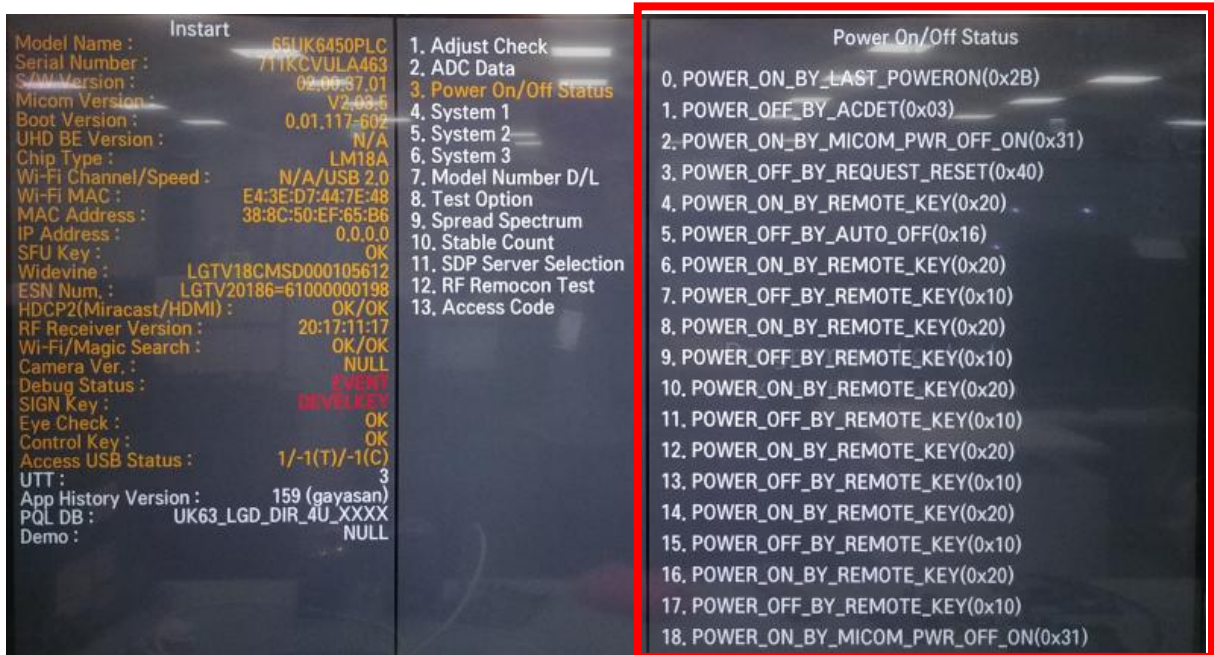 Instart
Model Name : 65UK6450PLC
Serial Number : 711KCVULA463
S/W Version : 02.00.37.01
Micom Version : V2.03.5
Boot Version : 0.01.117-602
UHD BE Version : N/A
Chip Type : LM18A
Wi-Fi Channel/Speed : N/A/USB 2.0
Wi-Fi MAC : E4:3E:D7:44:7E:48
MAC Address : 38:8C:50:EF:65:B6
IP Address : 0.0.0.0
SFU Key : OK
Widevine : LGTV18CMSD000105612
ESN Num. : LGTV20186=61000000198
HDCP2(Miracast/HDMI) : OK/OK
RF Receiver Version : 20:17:11:17
Wi-Fi/Magic Search : OK/OK
Camera Ver. : NULL
Debug Status : EVENT
SIGN Key : DEVELKEY
Eye Check : OK
Control Key : OK
Access USB Status : 1/-1(T)/-1(C)
UTT : 3
App History Version : 159 (gayasan)
PQL DB : UK63_LGD_DIR_4U_XXXX
Demo : NULL
1. Adjust Check
2. ADC Data
3. Power On/Off Status
4. System 1
5. System 2
6. System 3
7. Model Number D/L
8. Test Option
9. Spread Spectrum
10. Stable Count
11. SDP Server Selection
12. RF Remocon Test
13. Access Code
Power On/Off Status
0. POWER_ON_BY_LAST_POWERON(0x2B)
1. POWER_OFF_BY_ACDET(0x03)
2. POWER_ON_BY_MICOM_PWR_OFF_ON(0x31)
3. POWER_OFF_BY_REQUEST_RESET(0x40)
4. POWER_ON_BY_REMOTE_KEY(0x20)
5. POWER_OFF_BY_AUTO_OFF(0x16)
6. POWER_ON_BY_REMOTE_KEY(0x20)
7. POWER_OFF_BY_REMOTE_KEY(0x10)
8. POWER_ON_BY_REMOTE_KEY(0x20)
9. POWER_OFF_BY_REMOTE_KEY(0x10)
10. POWER_ON_BY_REMOTE_KEY(0x20)
11. POWER_OFF_BY_REMOTE_KEY(0x10)
12. POWER_ON_BY_REMOTE_KEY(0x20)
13. POWER_OFF_BY_REMOTE_KEY(0x10)
14. POWER_ON_BY_REMOTE_KEY(0x20)
15. POWER_OFF_BY_REMOTE_KEY(0x10)
16. POWER_ON_BY_REMOTE_KEY(0x20)
17. POWER_OFF_BY_REMOTE_KEY(0x10)
18. POWER_ON_BY_MICOM_PWR_OFF_ON(0x31)